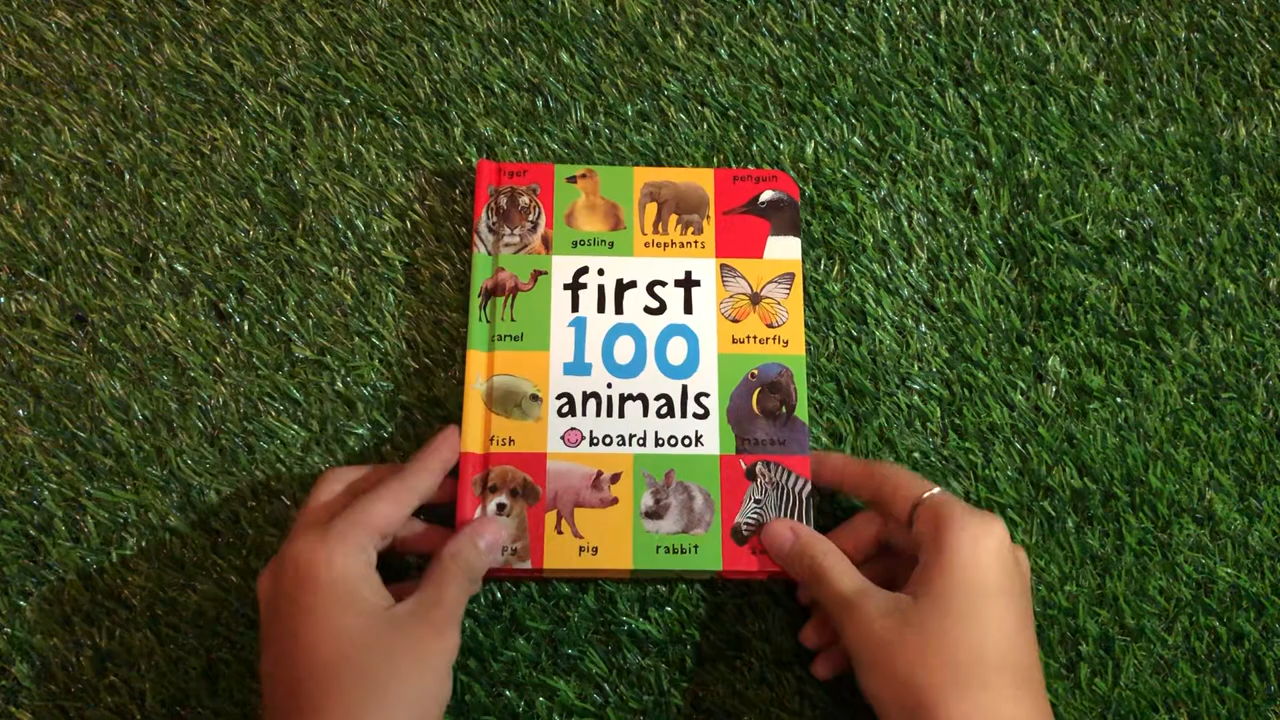 tiger
penguin
gosling
elephants
first
100
animals
board book
camel
butterfly
fish
macaw
pig
rabbit